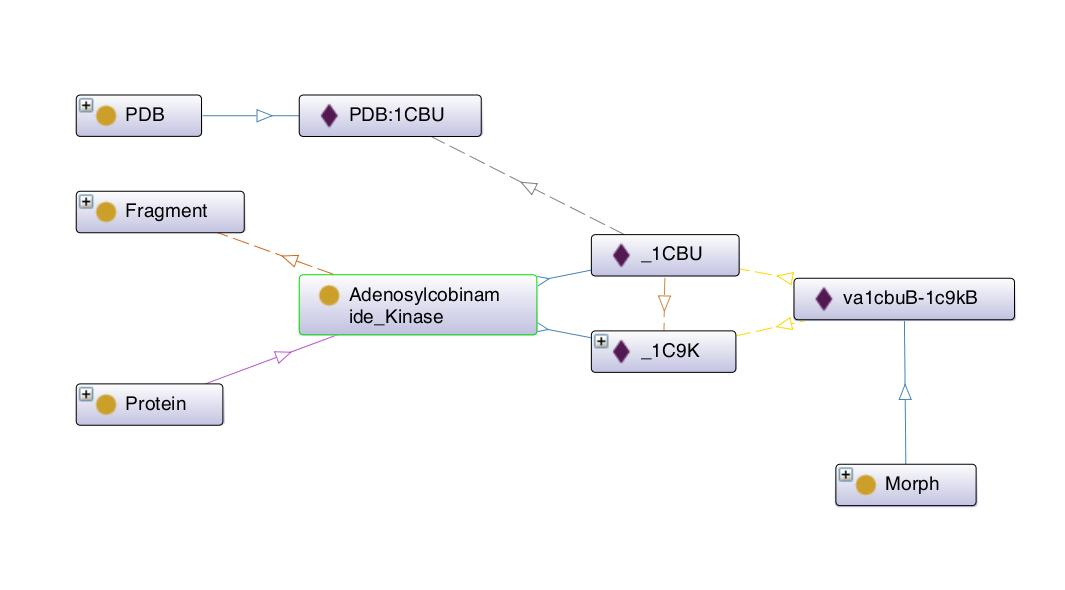 PDB
PDB:1CBU
Fragment
_1CBU
Adenosylcobinam
ide_Kinase
va1cbuB-1c9kB
_1C9K
Protein
Morph